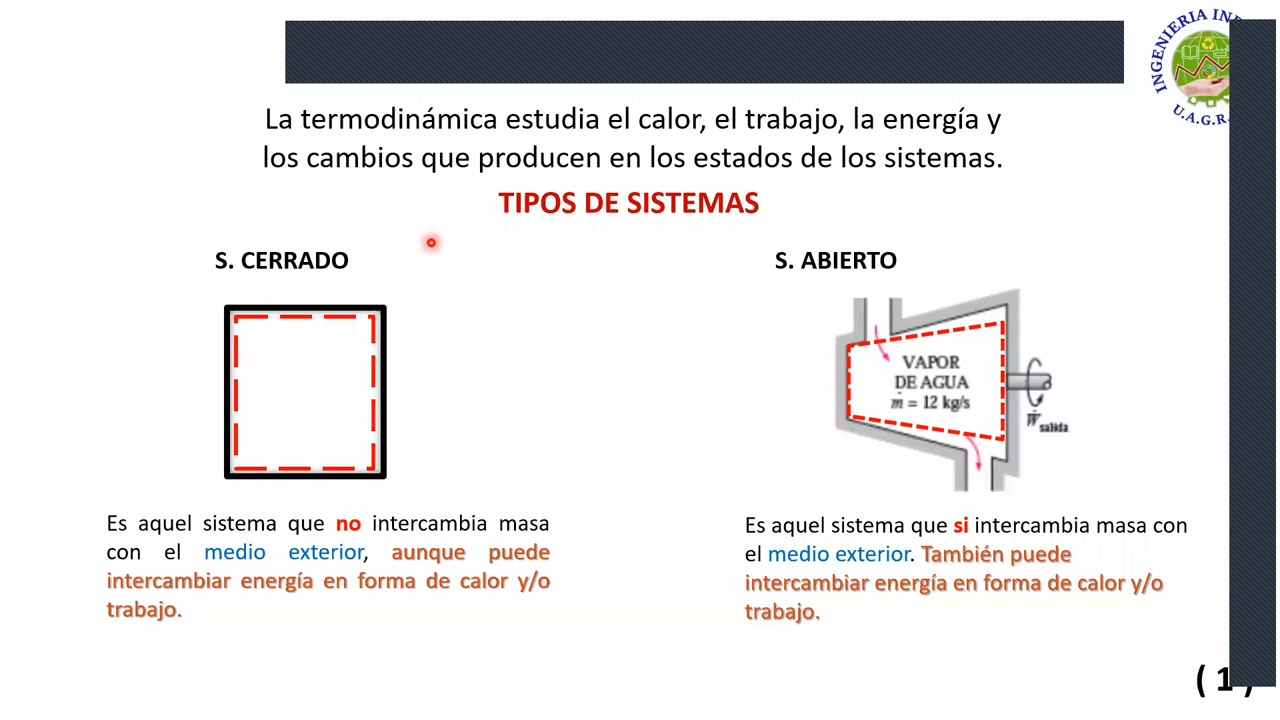 INGENIERIA IN
U.A.G.R.
La termodinámica estudia el calor, el trabajo, la energía y
los cambios que producen en los estados de los sistemas.
TIPOS DE SISTEMAS
S. CERRADO
Es aquel sistema que no intercambia masa
con el medio exterior, aunque puede
intercambiar energía en forma de calor y/o
trabajo.
S. ABIERTO
VAPOR
DE AGUA
ṁ = 12 kg/s
Ẇsalida
Es aquel sistema que si intercambia masa con
el medio exterior. También puede
intercambiar energía en forma de calor y/o
trabajo.
( 1 )